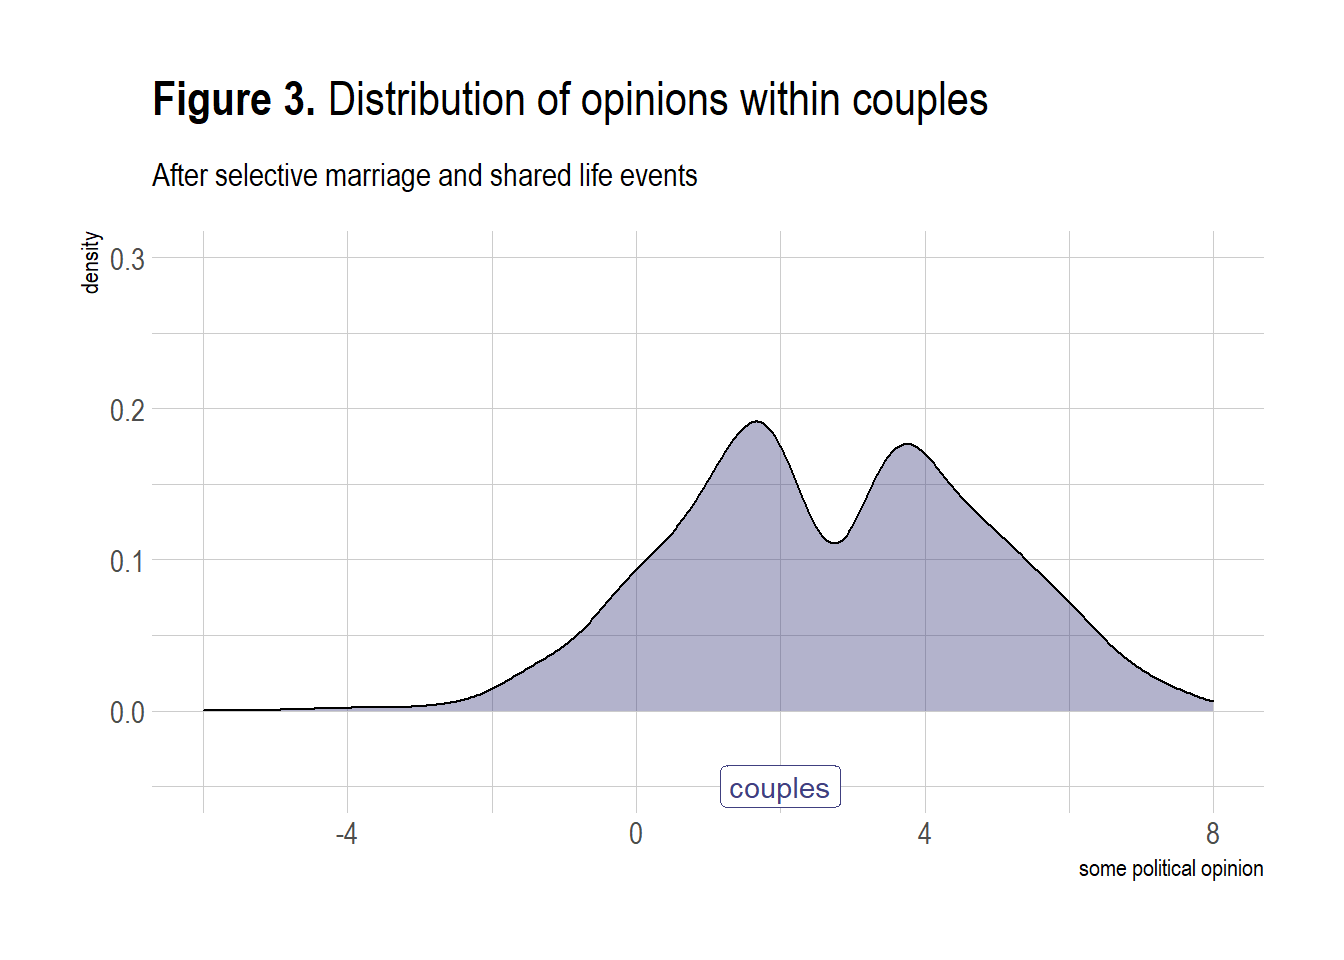 Figure 3. Distribution of opinions within couples
After selective marriage and shared life events
density
0.3
0.2
0.1
0.0
couples
-4 0 4 8
some political opinion